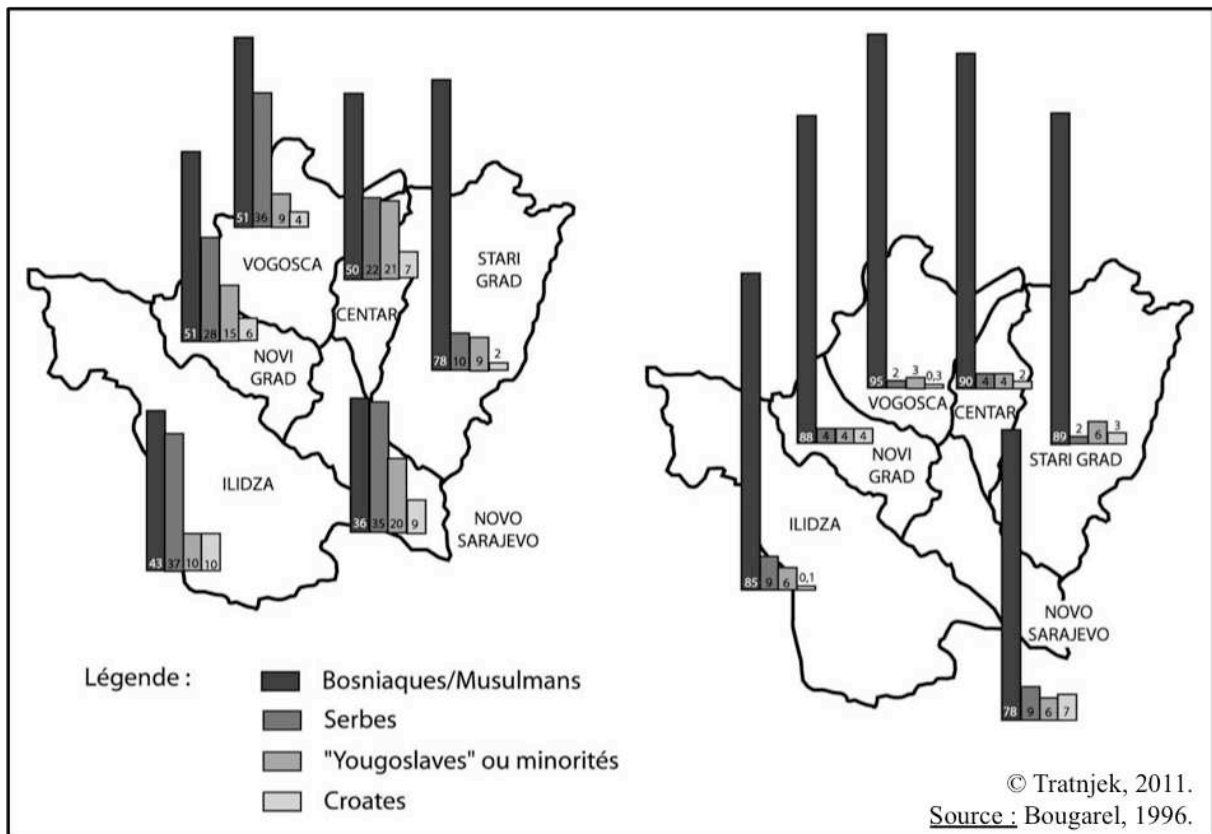 51 36 9 4
VOGOSCA
50 22 21 7
CENTAR
STARI
GRAD
78 10 9 2
51 28 15 6
NOVI
GRAD
43 37 10 10
ILIDZA
36 35 20 9
NOVO
SARAJEVO
95 2 3 0,3
VOGOSCA
90 4 4 2
CENTAR
89 2 6 3
STARI GRAD
88 4 4 4
NOVI
GRAD
85 9 6 0,1
ILIDZA
78 9 6 7
NOVO
SARAJEVO
Légende :
Bosniaques/Musulmans
Serbes
"Yougoslaves" ou minorités
Croates
© Tratnjek, 2011.
Source : Bougarel, 1996.